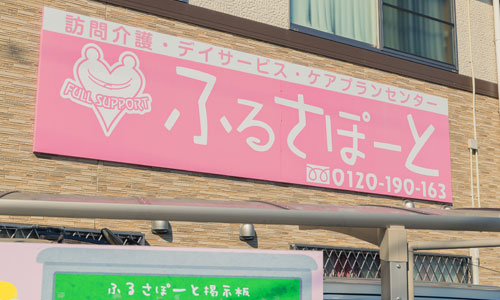 訪問介護・デイサービス・ケアプランセンター
FULL SUPPORT
ふるさぽーと
0120-190-163
ふるさぽーと掲示板